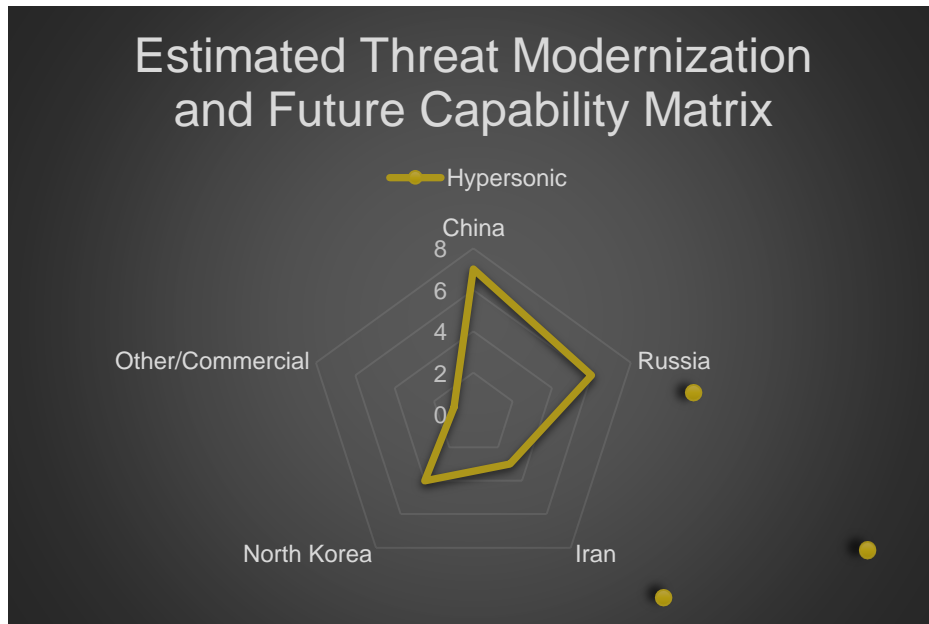 Estimated Threat Modernization
and Future Capability Matrix
Hypersonic
China
8
6
4
2
0
Other/Commercial
Russia
North Korea
Iran